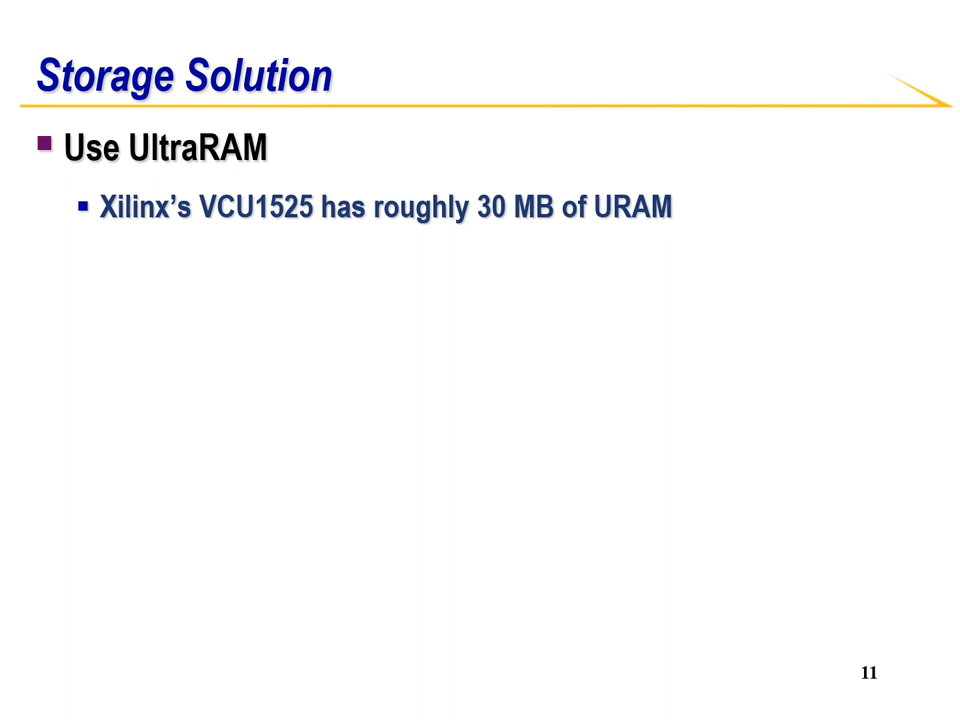 Storage Solution
Use UltraRAM
Xilinx’s VCU1525 has roughly 30 MB of URAM
11